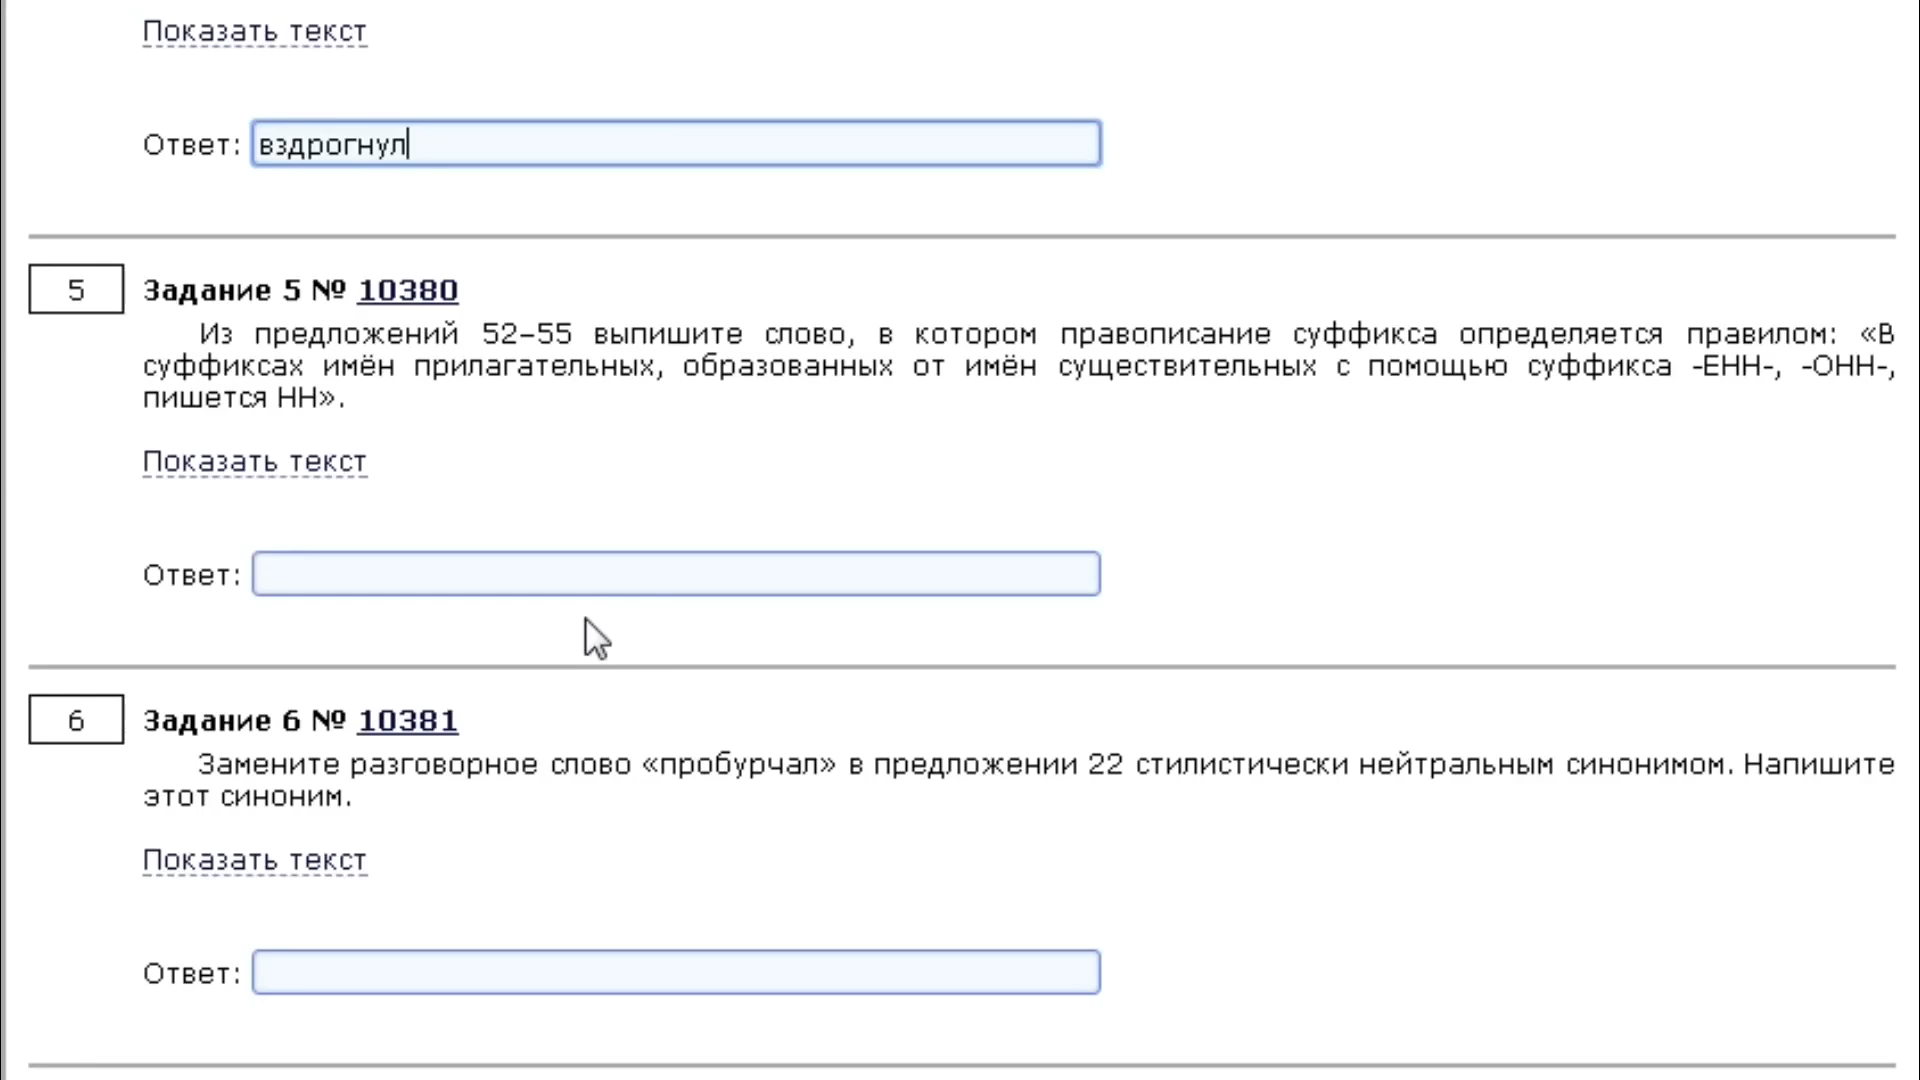 Показать текст
Ответ: вздрогнул
5 Задание 5 № 10380
Из предложений 52–55 выпишите слово, в котором правописание суффикса определяется правилом: «В
суффиксах имён прилагательных, образованных от имён существительных с помощью суффикса -ЕНН-, -ОНН-,
пишется НН».
Показать текст
Ответ:
6 Задание 6 № 10381
Замените разговорное слово «пробурчал» в предложении 22 стилистически нейтральным синонимом. Напишите
этот синоним.
Показать текст
Ответ: